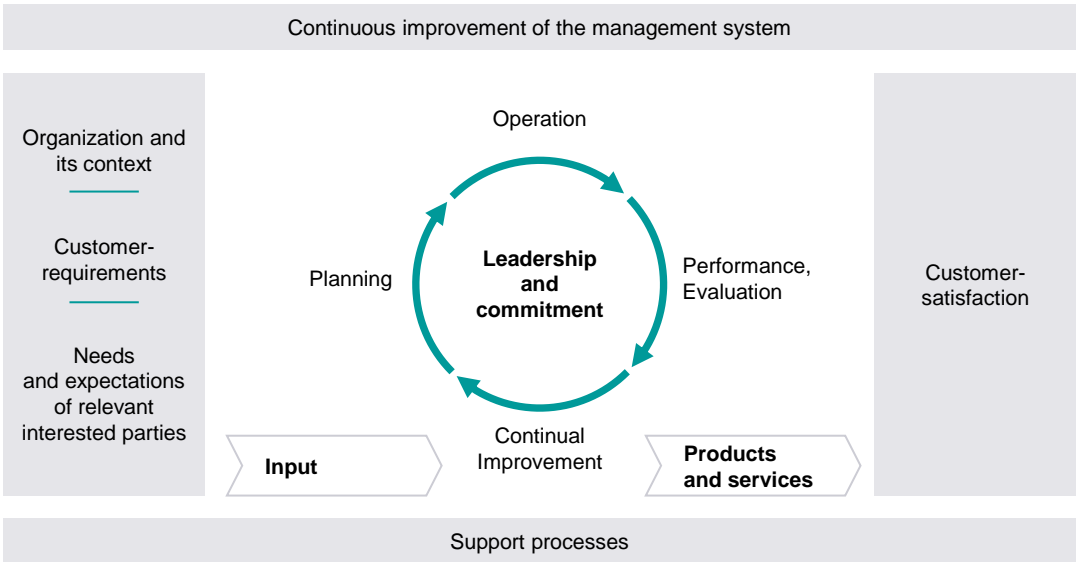 Continuous improvement of the management system
Organization and
its context
Customer-
requirements
Needs
and expectations
of relevant
interested parties
Operation
Planning
Leadership
and
commitment
Performance,
Evaluation
Continual
Improvement
Input
Products
and services
Customer-
satisfaction
Support processes